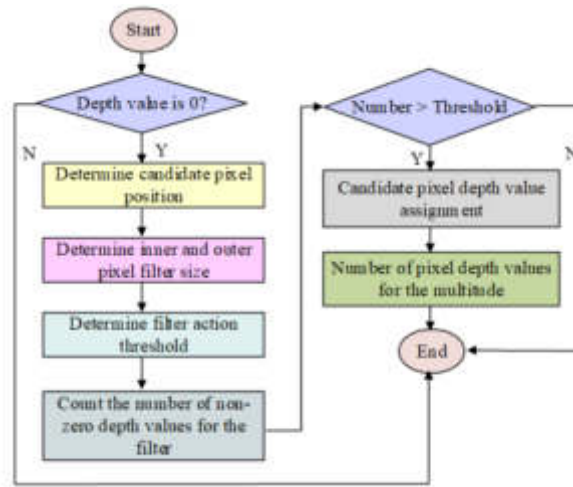 Start
Depth value is 0?
N
Y
Determine candidate pixel
position
Determine inner and outer
pixel filter size
Determine filter action
threshold
Count the number of non-
zero depth values for the
filter
Number > Threshold
Y
N
Candidate pixel depth value
assignment
Number of pixel depth values
for the multitude
End